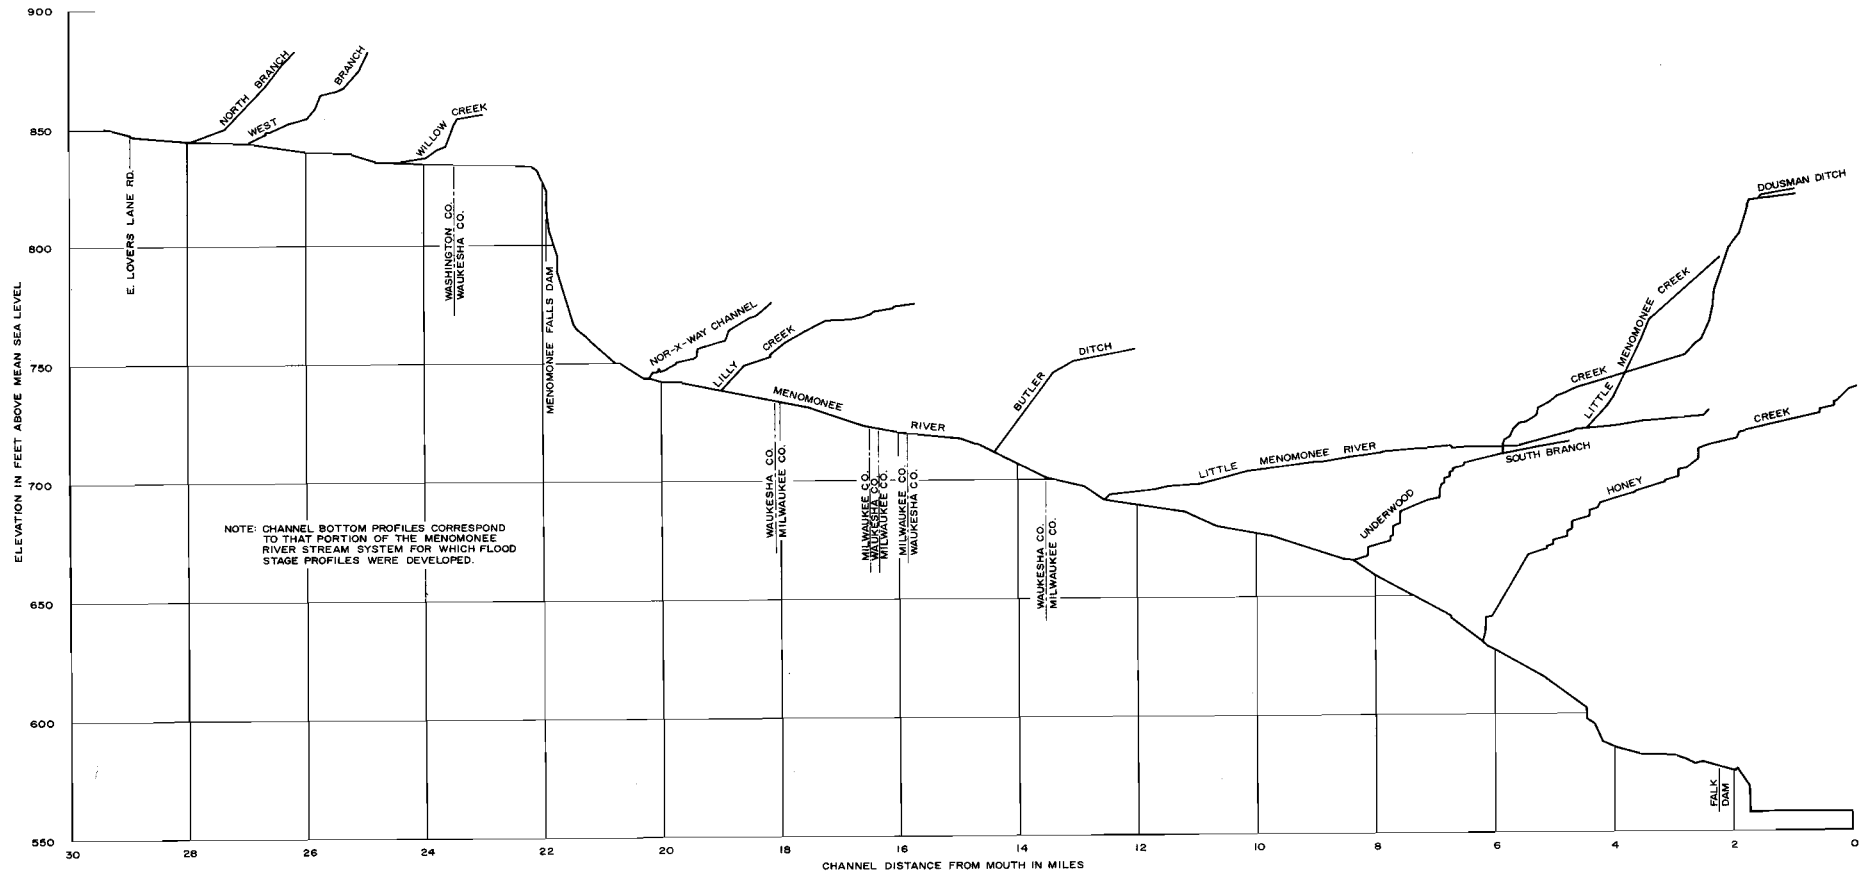 900
850
800
750
700
650
600
550
ELEVATION IN FEET ABOVE MEAN SEA LEVEL
NORTH BRANCH
WEST BRANCH
WILLOW CREEK
E. LOVERS LANE RD.
WASHINGTON CO.
WAUKESHA CO.
MENOMONEE FALLS DAM
NOR-X-WAY CHANNEL
LILLY CREEK
MENOMONEE RIVER
WAUKESHA CO.
MILWAUKEE CO.
MILWAUKEE CO.
WAUKESHA CO.
MILWAUKEE CO.
MILWAUKEE CO.
WAUKESHA CO.
BUTLER DITCH
WAUKESHA CO.
MILWAUKEE CO.
LITTLE MENOMONEE RIVER
UNDERWOOD CREEK
SOUTH BRANCH
LITTLE MENOMONEE CREEK
DOUSMAN DITCH
HONEY CREEK
FALK
DAM
NOTE: CHANNEL BOTTOM PROFILES CORRESPOND
TO THAT PORTION OF THE MENOMONEE
RIVER STREAM SYSTEM FOR WHICH FLOOD
STAGE PROFILES WERE DEVELOPED.
30 28 26 24 22 20 18 16 14 12 10 8 6 4 2 0
CHANNEL DISTANCE FROM MOUTH IN MILES